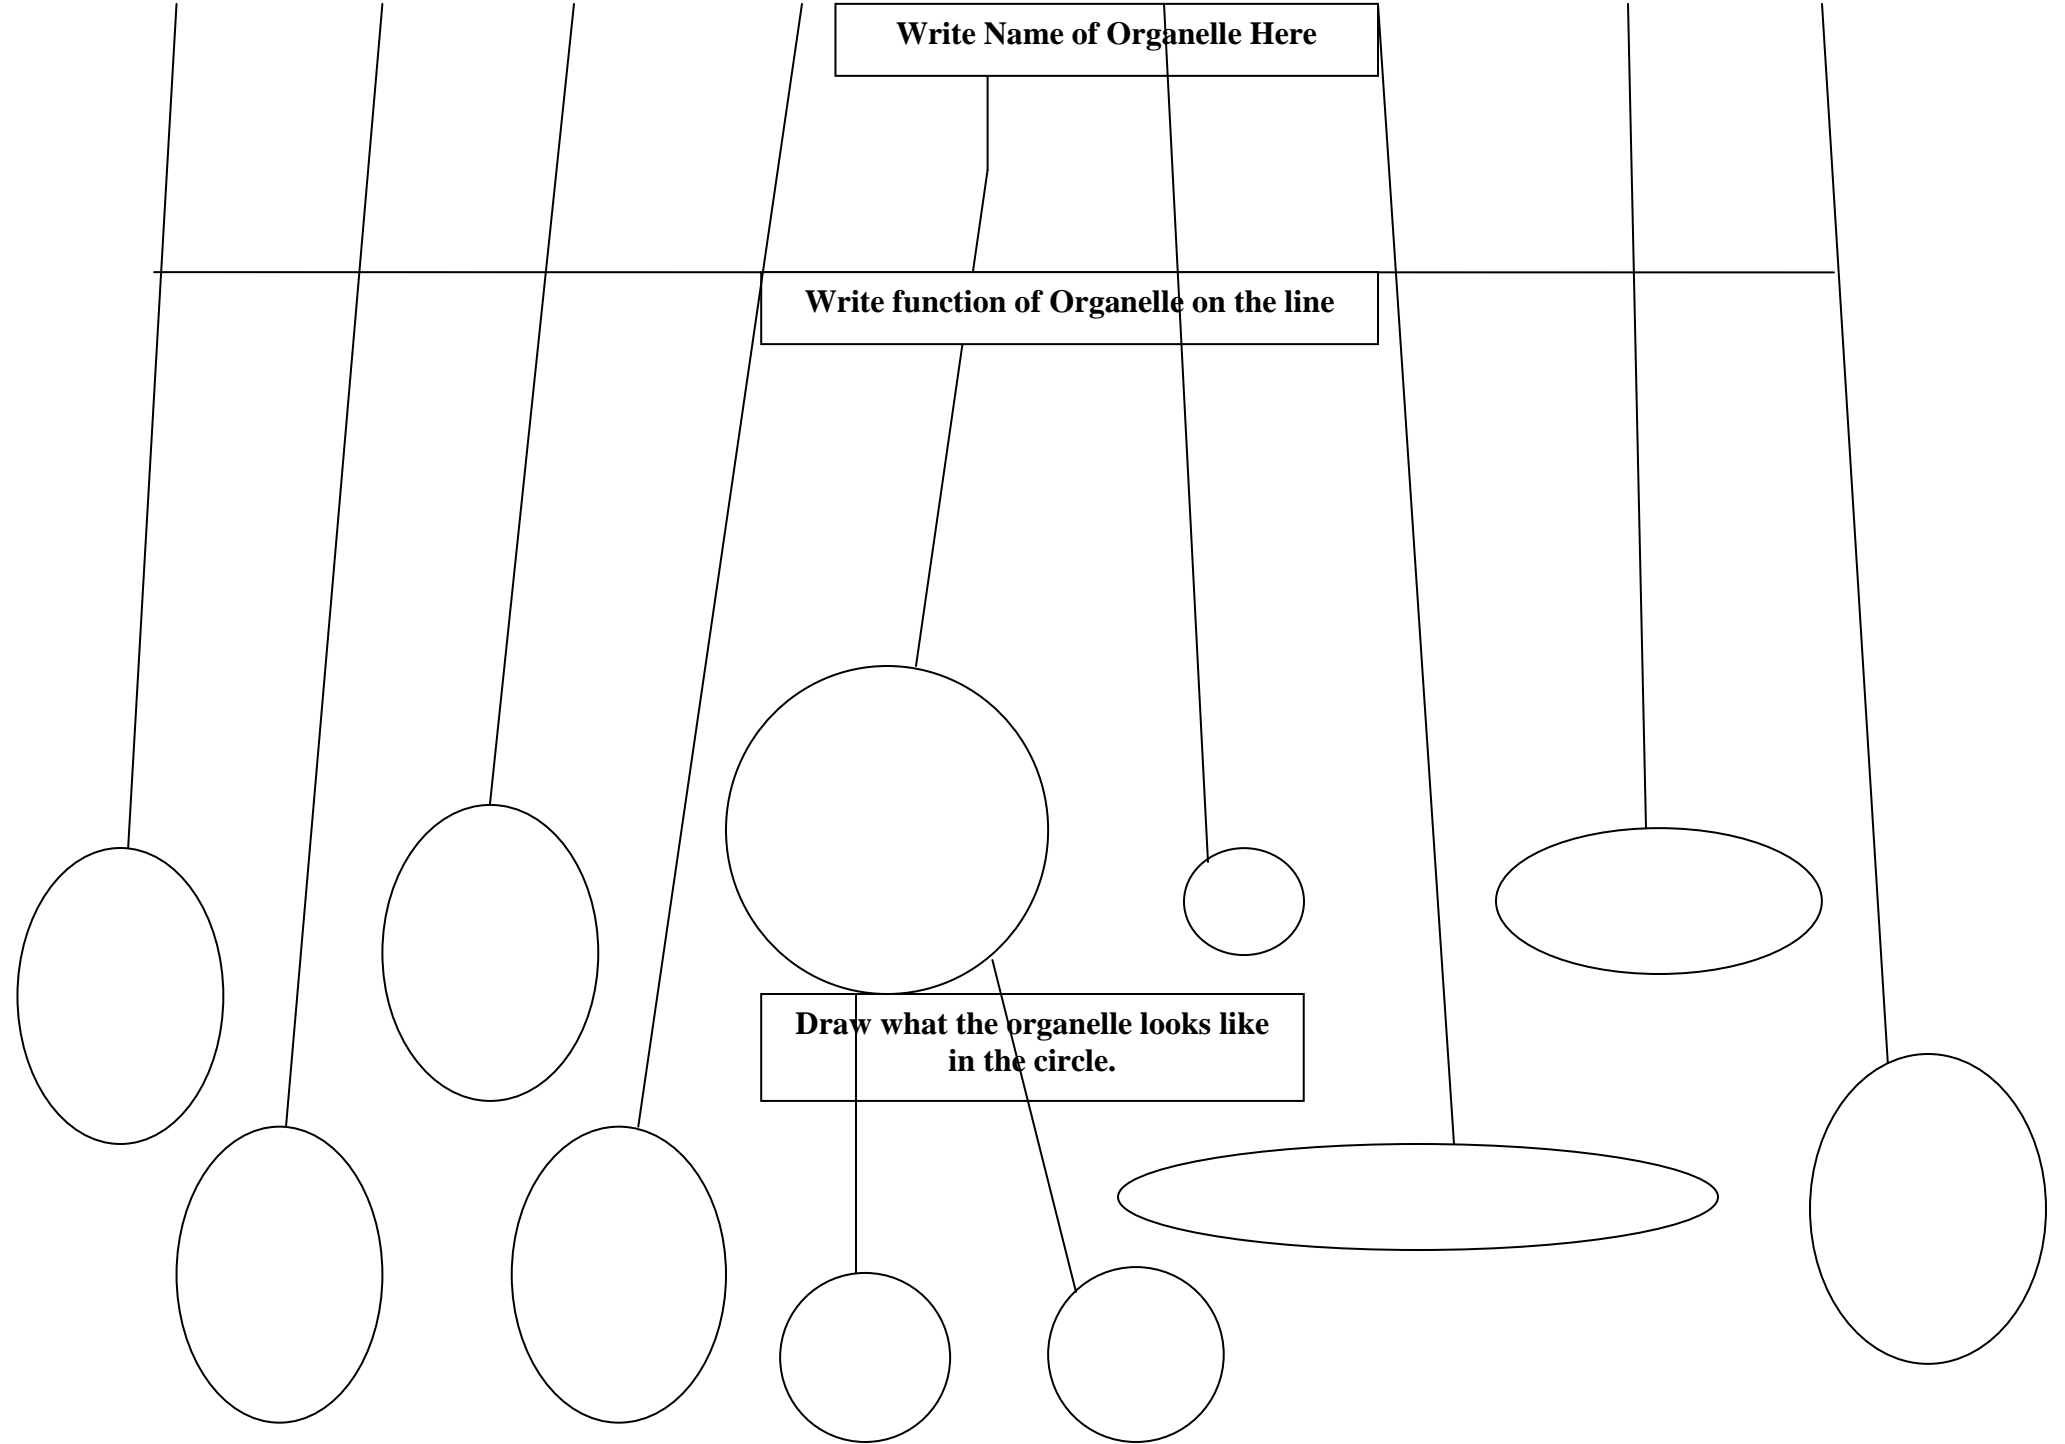 Write Name of Organelle Here
Write function of Organelle on the line
Draw what the organelle looks like
in the circle.